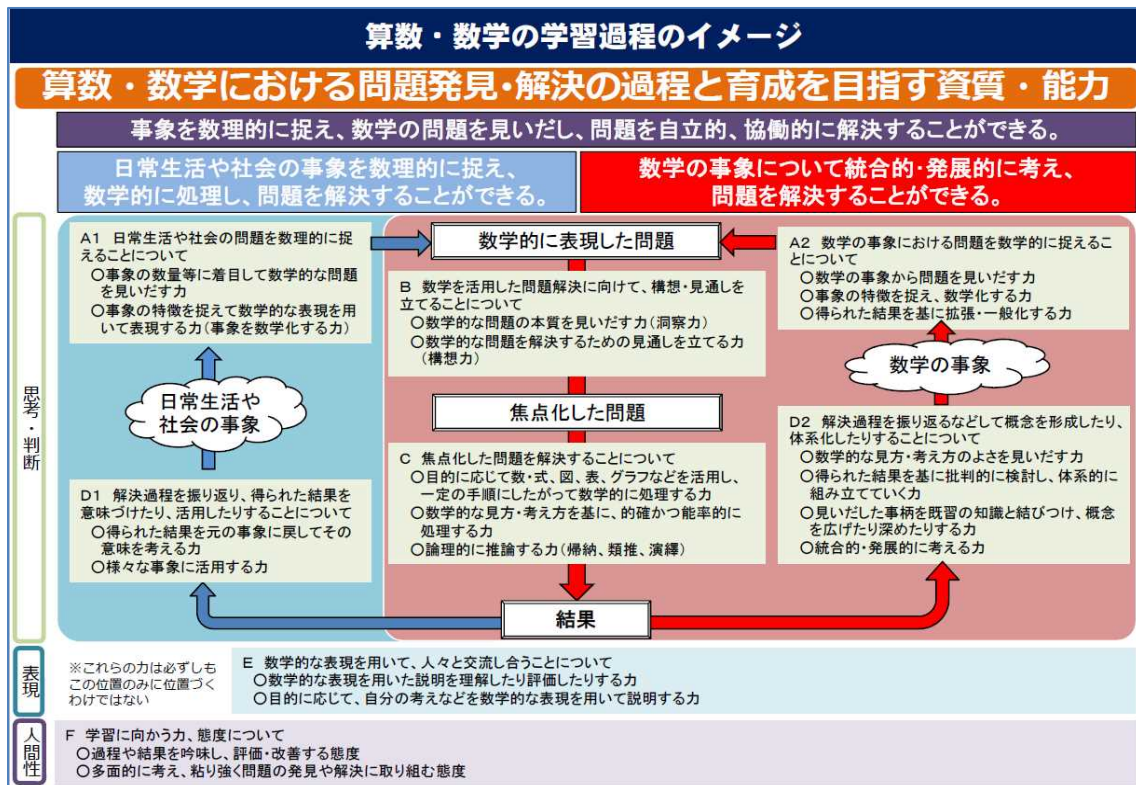 算数・数学の学習過程のイメージ
算数・数学における問題発見・解決の過程と育成を目指す資質・能力
事象を数理的に捉え、数学の問題を見いだし、問題を自立的、協働的に解決することができる。
日常生活や社会の事象を数理的に捉え、
数学的に処理し、問題を解決することができる。
数学の事象について統合的・発展的に考え、
問題を解決することができる。
思考・判断
A1 日常生活や社会の問題を数理的に捉
えることについて
○事象の数量等に着目して数学的な問題
を見いだす力
○事象の特徴を捉えて数学的な表現を用
いて表現する力(事象を数学化する力)
日常生活や
社会の事象
D1 解決過程を振り返り、得られた結果を
意味づけたり、活用したりすることについて
○得られた結果を元の事象に戻してその
意味を考える力
○様々な事象に活用する力
数学的に表現した問題
B 数学を活用した問題解決に向けて、構想・見通しを
立てることについて
○数学的な問題の本質を見いだす力(洞察力)
○数学的な問題を解決するための見通しを立てる力
(構想力)
焦点化した問題
C 焦点化した問題を解決することについて
○目的に応じて数・式、図、表、グラフなどを活用し、
一定の手順にしたがって数学的に処理する力
○数学的な見方・考え方を基に、的確かつ能率的に
処理する力
○論理的に推論する力(帰納、類推、演繹)
結果
A2 数学の事象における問題を数学的に捉えるこ
とについて
○数学の事象から問題を見いだす力
○事象の特徴を捉え、数学化する力
○得られた結果を基に拡張・一般化する力
数学の事象
D2 解決過程を振り返るなどして概念を形成したり、
体系化したりすることについて
○数学的な見方・考え方のよさを見いだす力
○得られた結果を基に批判的に検討し、体系的に
組み立てていく力
○見いだした事柄を既習の知識と結びつけ、概念
を広げたり深めたりする力
○統合的・発展的に考える力
表現
※これらの力は必ずしも
この位置のみに位置づく
わけではない
E 数学的な表現を用いて、人々と交流し合うことについて
○数学的な表現を用いた説明を理解したり評価したりする力
○目的に応じて、自分の考えなどを数学的な表現を用いて説明する力
人間性
F 学習に向かう力、態度について
○過程や結果を吟味し、評価・改善する態度
○多面的に考え、粘り強く問題の発見や解決に取り組む態度